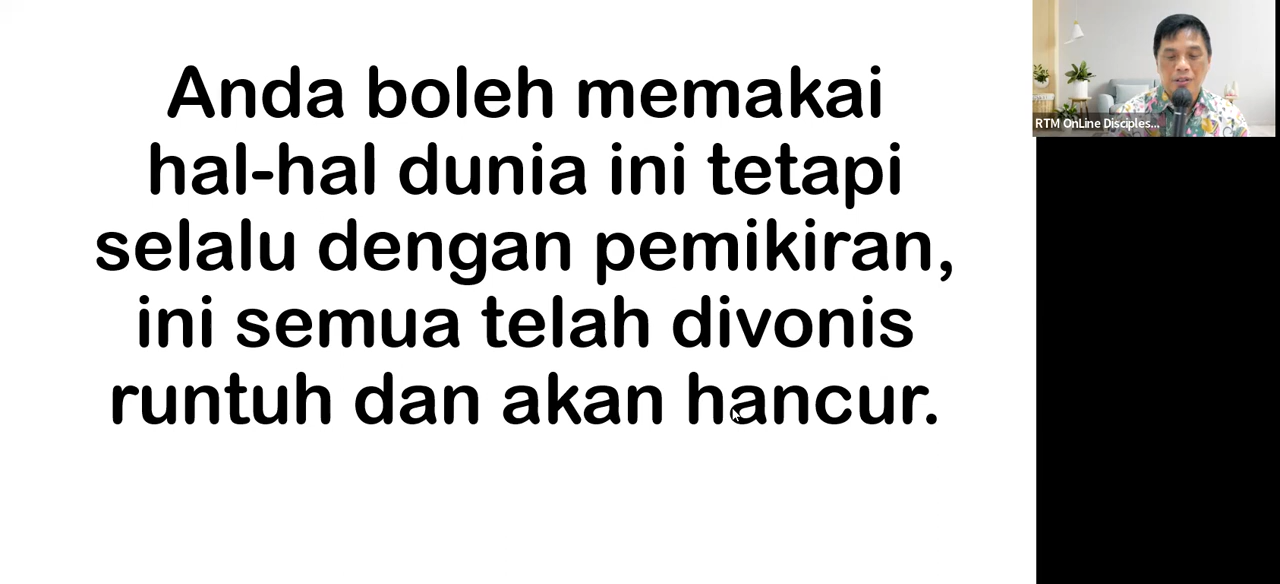 Anda boleh memakai
hal-hal dunia ini tetapi
selalu dengan pemikiran,
ini semua telah divonis
runtuh dan akan hancur.
RTM OnLine Disciples...